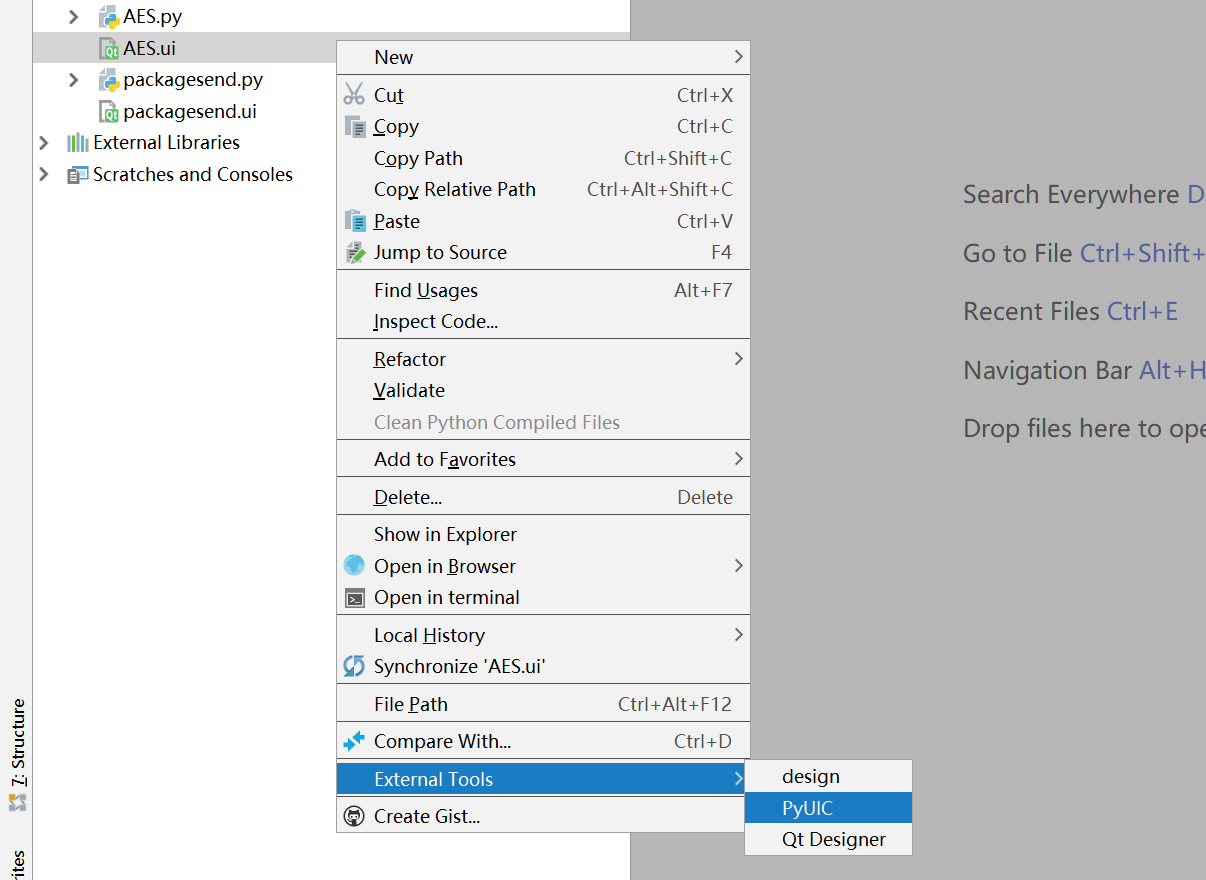 AES.py
AES.ui
packagesend.py
packagesend.ui
External Libraries
Scratches and Consoles
New
Cut Ctrl+X
Copy Ctrl+C
Copy Path Ctrl+Shift+C
Copy Relative Path Ctrl+Alt+Shift+C
Paste Ctrl+V
Jump to Source F4
Find Usages Alt+F7
Inspect Code...
Refactor
Validate
Clean Python Compiled Files
Add to Favorites
Delete... Delete
Show in Explorer
Open in Browser
Open in terminal
Local History
Synchronize 'AES.ui'
File Path Ctrl+Alt+F12
Compare With... Ctrl+D
External Tools
Create Gist...
design
PyUIC
Qt Designer
Search Everywhere D
Go to File Ctrl+Shift+
Recent Files Ctrl+E
Navigation Bar Alt+H
Drop files here to ope
7: Structure
rites